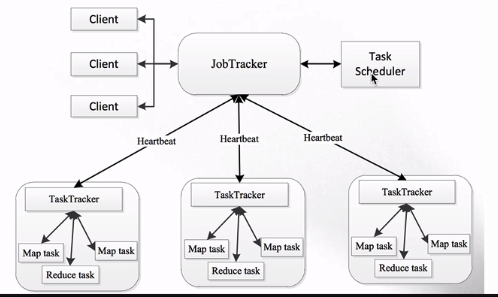 Client
Client
Client
JobTracker
Task
Scheduler
Heartbeat
Heartbeat
Heartbeat
TaskTracker
Map task
Map task
Reduce task
TaskTracker
Map task
Map task
Reduce task
TaskTracker
Map task
Map task
Reduce task